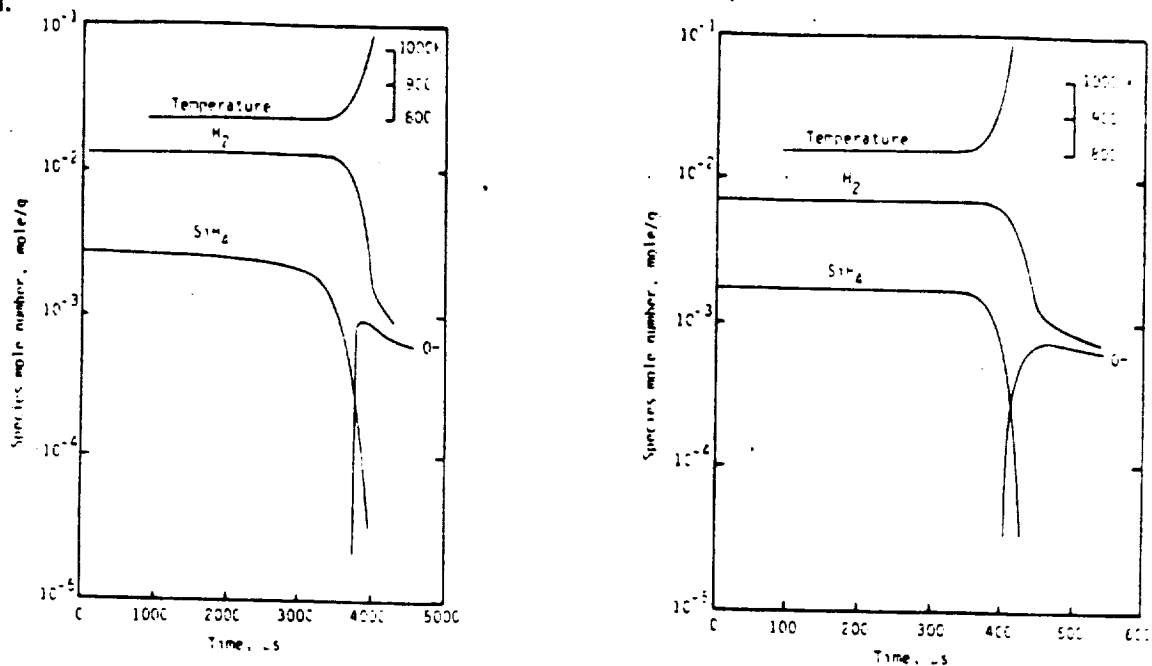 10-1
1000K
900
800
Temperature
H2
10-2
SiH4
10-3
10-4
10-5
Species mole number, mole/g
0 1000 2000 3000 4000 5000
Time, µs
10-1
1000
900
800
Temperature
10-2
H2
SiH4
10-3
10-4
10-5
Species mole number, mole/g
0 100 200 300 400 500 600
Time, µs